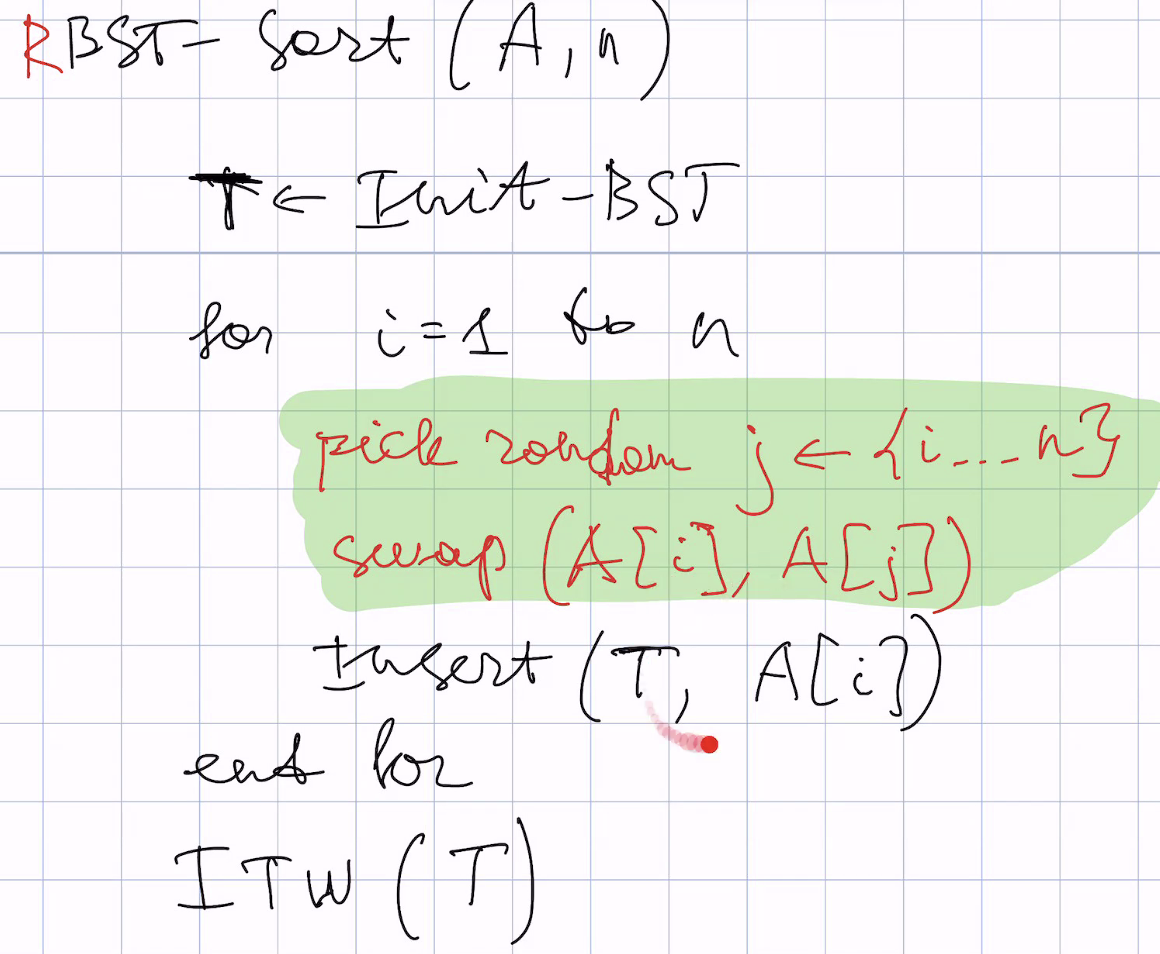 RBST-Sort (A, n)
T ← Init-BST
for i=1 to n
pick random j ← {i...n}
swap (A[i], A[j])
Insert (T, A[i])
end for
ITW (T)